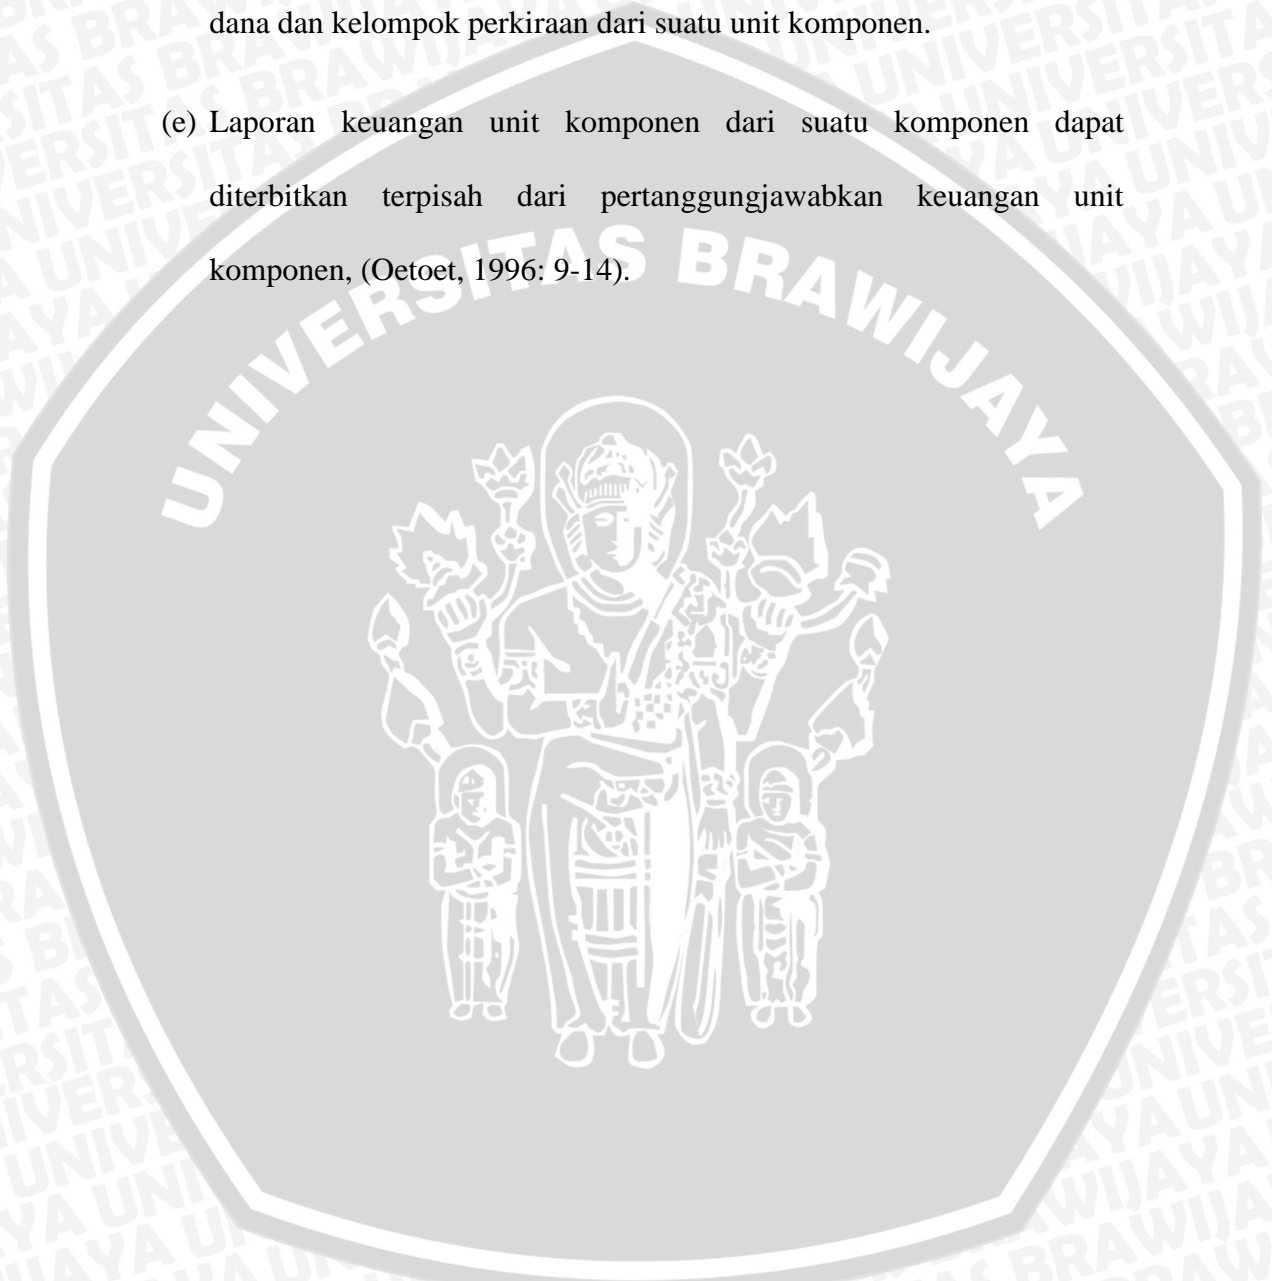 dana dan kelompok perkiraan dari suatu unit komponen.
(e) Laporan keuangan unit komponen dari suatu komponen dapat
diterbitkan terpisah dari pertanggungjawabkan keuangan unit
komponen, (Oetoet, 1996: 9-14).
UNIVERSITAS BRAWIJAYA